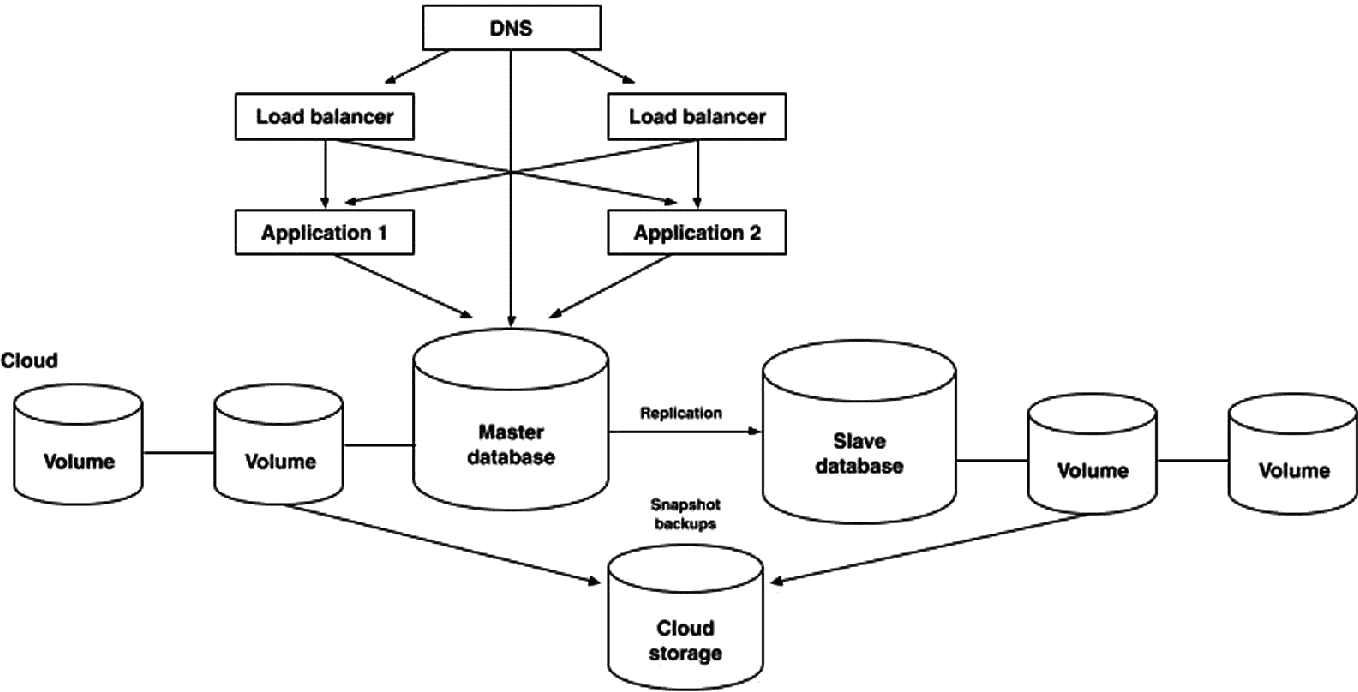 DNS
Load balancer
Load balancer
Application 1
Application 2
Cloud
Volume
Volume
Master
database
Replication
Slave
database
Volume
Volume
Snapshot
backups
Cloud
storage